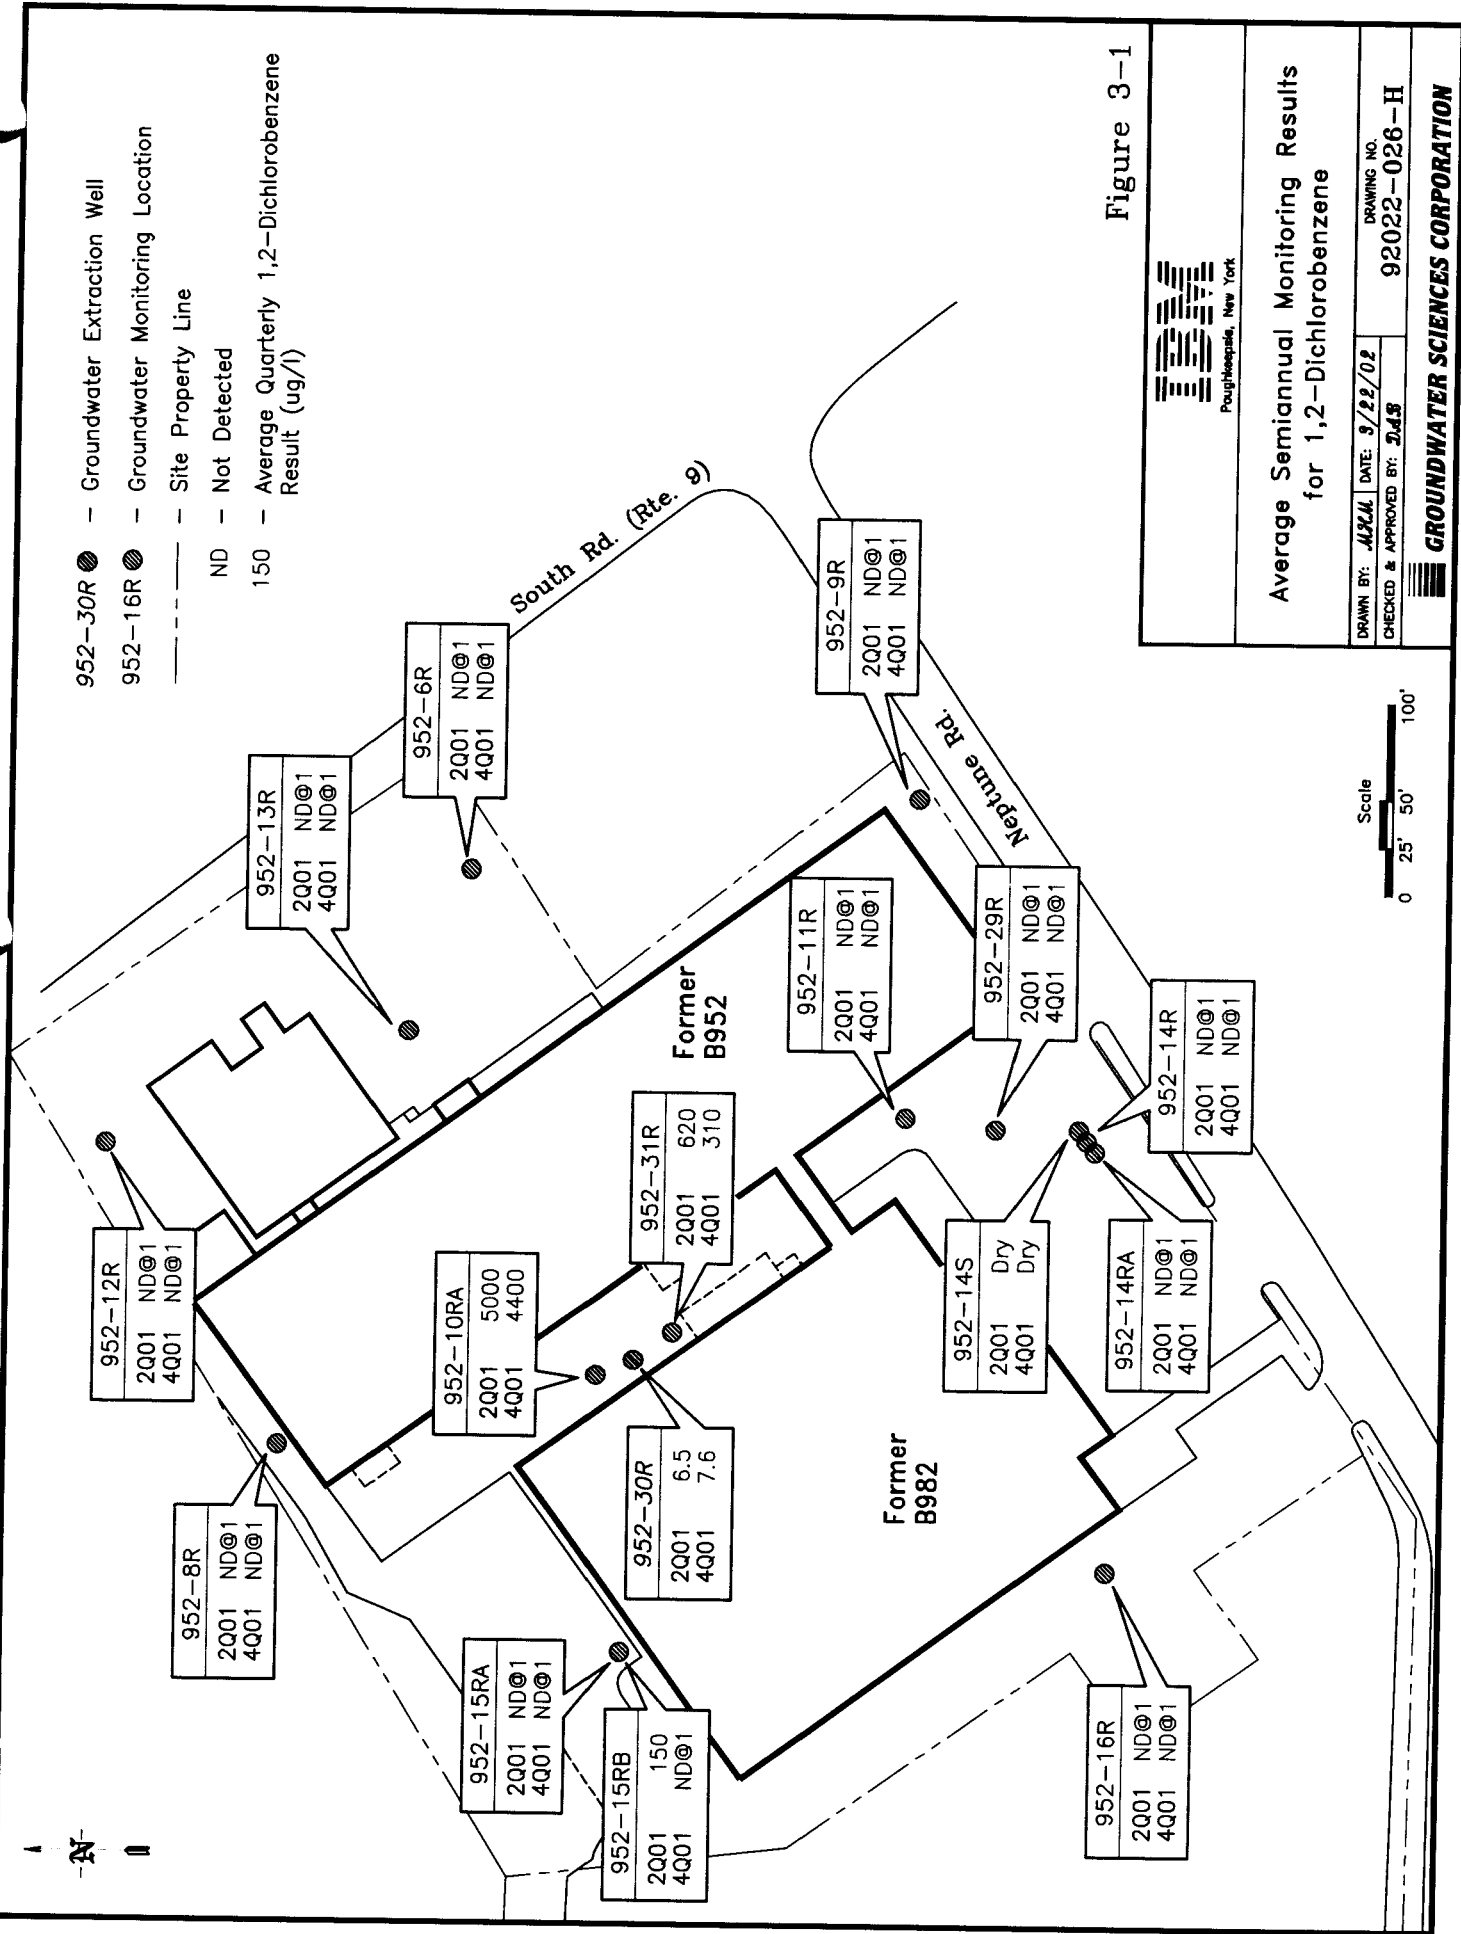 952-30R - Groundwater Extraction Well
952-16R - Groundwater Monitoring Location
- Site Property Line
ND - Not Detected
150 - Average Quarterly 1,2-Dichlorobenzene
Result (ug/l)
N
South Rd. (Rte. 9)
Neptune Rd.
952-12R
2Q01 ND@1
4Q01 ND@1
952-13R
2Q01 ND@1
4Q01 ND@1
952-6R
2Q01 ND@1
4Q01 ND@1
952-8R
2Q01 ND@1
4Q01 ND@1
952-10RA
2Q01 5000
4Q01 4400
952-31R
2Q01 620
4Q01 310
952-30R
2Q01 6.5
4Q01 7.6
Former
B952
952-9R
2Q01 ND@1
4Q01 ND@1
952-11R
2Q01 ND@1
4Q01 ND@1
952-29R
2Q01 ND@1
4Q01 ND@1
952-15RA
2Q01 ND@1
4Q01 ND@1
952-15RB
2Q01 150
4Q01 ND@1
Former
B982
952-14S
2Q01 Dry
4Q01 Dry
952-14R
2Q01 ND@1
4Q01 ND@1
952-14RA
2Q01 ND@1
4Q01 ND@1
952-16R
2Q01 ND@1
4Q01 ND@1
Scale
0 25' 50' 100'
Figure 3-1
IBM
Poughkeepsie, New York
Average Semiannual Monitoring Results
for 1,2-Dichlorobenzene
DRAWN BY: MHM DATE: 3/22/02
CHECKED & APPROVED BY: DAB
DRAWING NO.
92022-026-H
GROUNDWATER SCIENCES CORPORATION